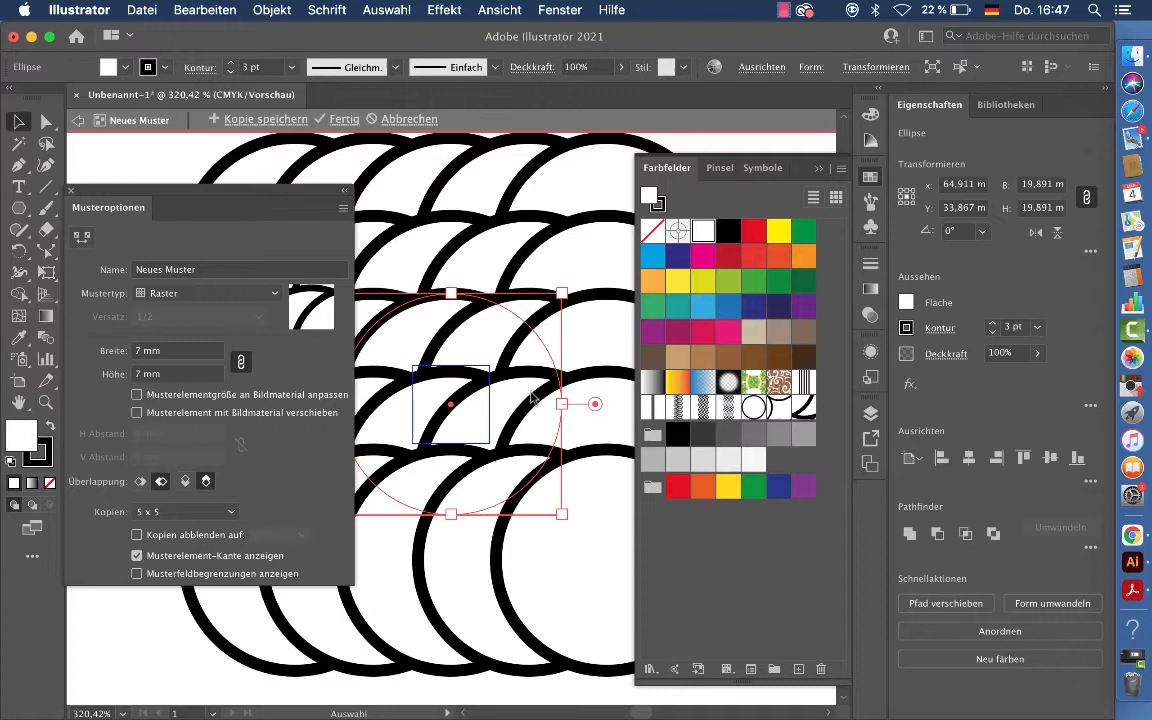 Illustrator Datei Bearbeiten Objekt Schrift Auswahl Effekt Ansicht Fenster Hilfe 22 % Do. 16:47
Adobe Illustrator 2021 Adobe-Hilfe durchsuchen
Ellipse Kontur: 3 pt Gleichm. Einfach Deckkraft: 100% Stil: Ausrichten Form: Transformieren
Unbenannt-1* @ 320,42 % (CMYK/Vorschau)
Neues Muster Kopie speichern Fertig Abbrechen
Musteroptionen
Name: Neues Muster
Mustertyp: Raster
Versatz: 1/2
Breite: 7 mm
Höhe: 7 mm
Musterelementgröße an Bildmaterial anpassen
Musterelement mit Bildmaterial verschieben
H Abstand:
V Abstand:
Überlappung:
Kopien: 5 x 5
Kopien abblenden auf:
Musterelement-Kante anzeigen
Musterfeldbegrenzungen anzeigen
Farbfelder Pinsel Symbole
Eigenschaften Bibliotheken
Ellipse
Transformieren
x: 64,911 m B: 19,891 m
Y: 33,867 m H: 19,891 m
0°
Aussehen
Fläche
Kontur 3 pt
Deckkraft 100%
fx.
Ausrichten
Pathfinder
Umwandeln
Schnellaktionen
Pfad verschieben Form umwandeln
Anordnen
Neu färben
320,42% 1 Auswahl